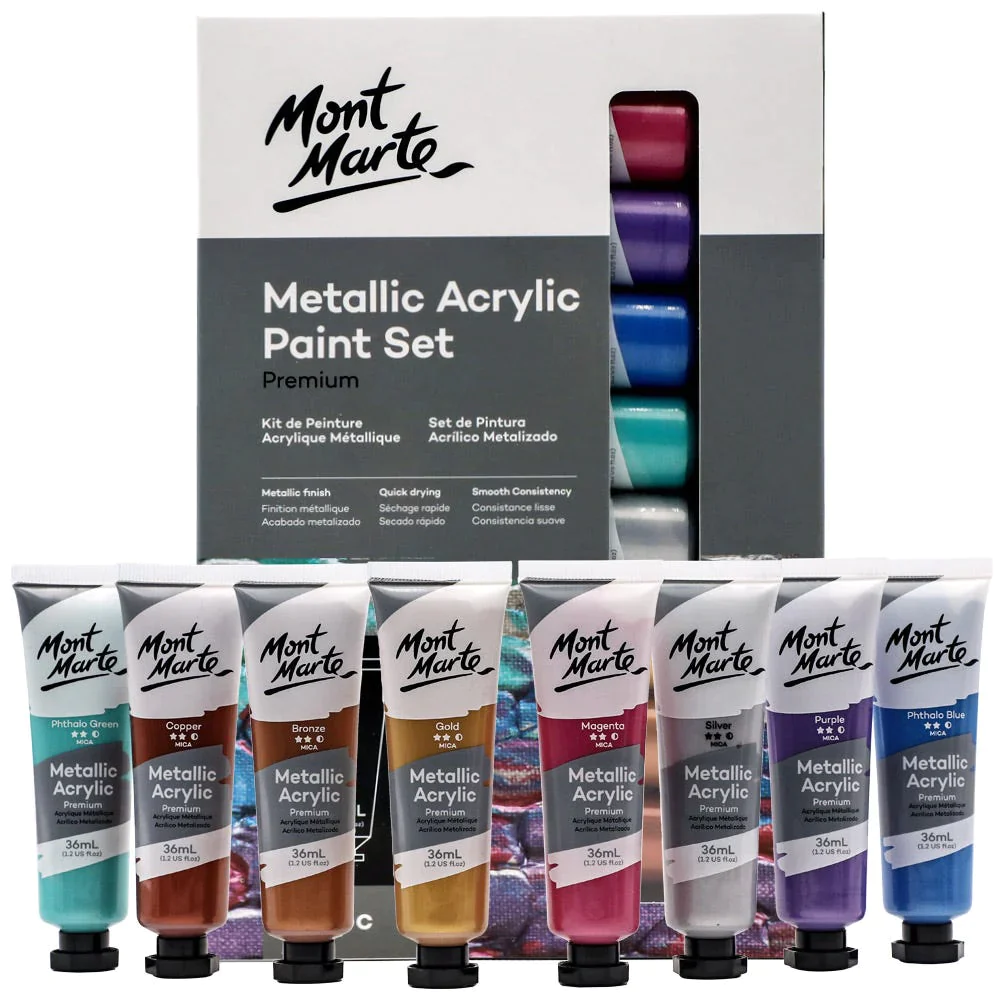 Mont
Marte
Metallic Acrylic
Paint Set
Premium
Kit de Peinture
Acrylique Métallique
Set de Pintura
Acrílico Metalizado
Metallic finish
Finition métallique
Acabado metalizado
Quick drying
Séchage rapide
Secado rápido
Smooth Consistency
Consistance lisse
Consistencia suave
Mont
Marte
Phthalo Green
MICA
Metallic
Acrylic
Premium
Acrylique Métallique
Acrílico Metalizado
36mL
(1.2 US fl.oz)
Mont
Marte
Copper
MICA
Metallic
Acrylic
Premium
Acrylique Métallique
Acrílico Metalizado
36mL
(1.2 US fl.oz)
Mont
Marte
Bronze
MICA
Metallic
Acrylic
Premium
Acrylique Métallique
Acrílico Metalizado
36mL
(1.2 US fl.oz)
Mont
Marte
Gold
MICA
Metallic
Acrylic
Premium
Acrylique Métallique
Acrílico Metalizado
36mL
(1.2 US fl.oz)
Mont
Marte
Magenta
MICA
Metallic
Acrylic
Premium
Acrylique Métallique
Acrílico Metalizado
36mL
(1.2 US fl.oz)
Mont
Marte
Silver
MICA
Metallic
Acrylic
Premium
Acrylique Métallique
Acrílico Metalizado
36mL
(1.2 US fl.oz)
Mont
Marte
Purple
MICA
Metallic
Acrylic
Premium
Acrylique Métallique
Acrílico Metalizado
36mL
(1.2 US fl.oz)
Mont
Marte
Phthalo Blue
MICA
Metallic
Acrylic
Premium
Acrylique Métallique
Acrílico Metalizado
36mL
(1.2 US fl.oz)